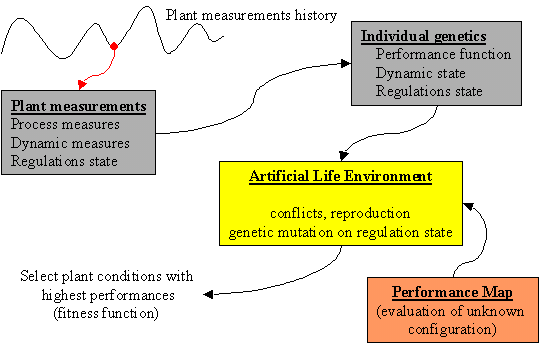 Plant measurements history
Individual genetics
Performance function
Dynamic state
Regulations state
Plant measurements
Process measures
Dynamic measures
Regulations state
Artificial Life Environment
conflicts, reproduction
genetic mutation on regulation state
Select plant conditions with
highest performances
(fitness function)
Performance Map
(evaluation of unknown
configuration)